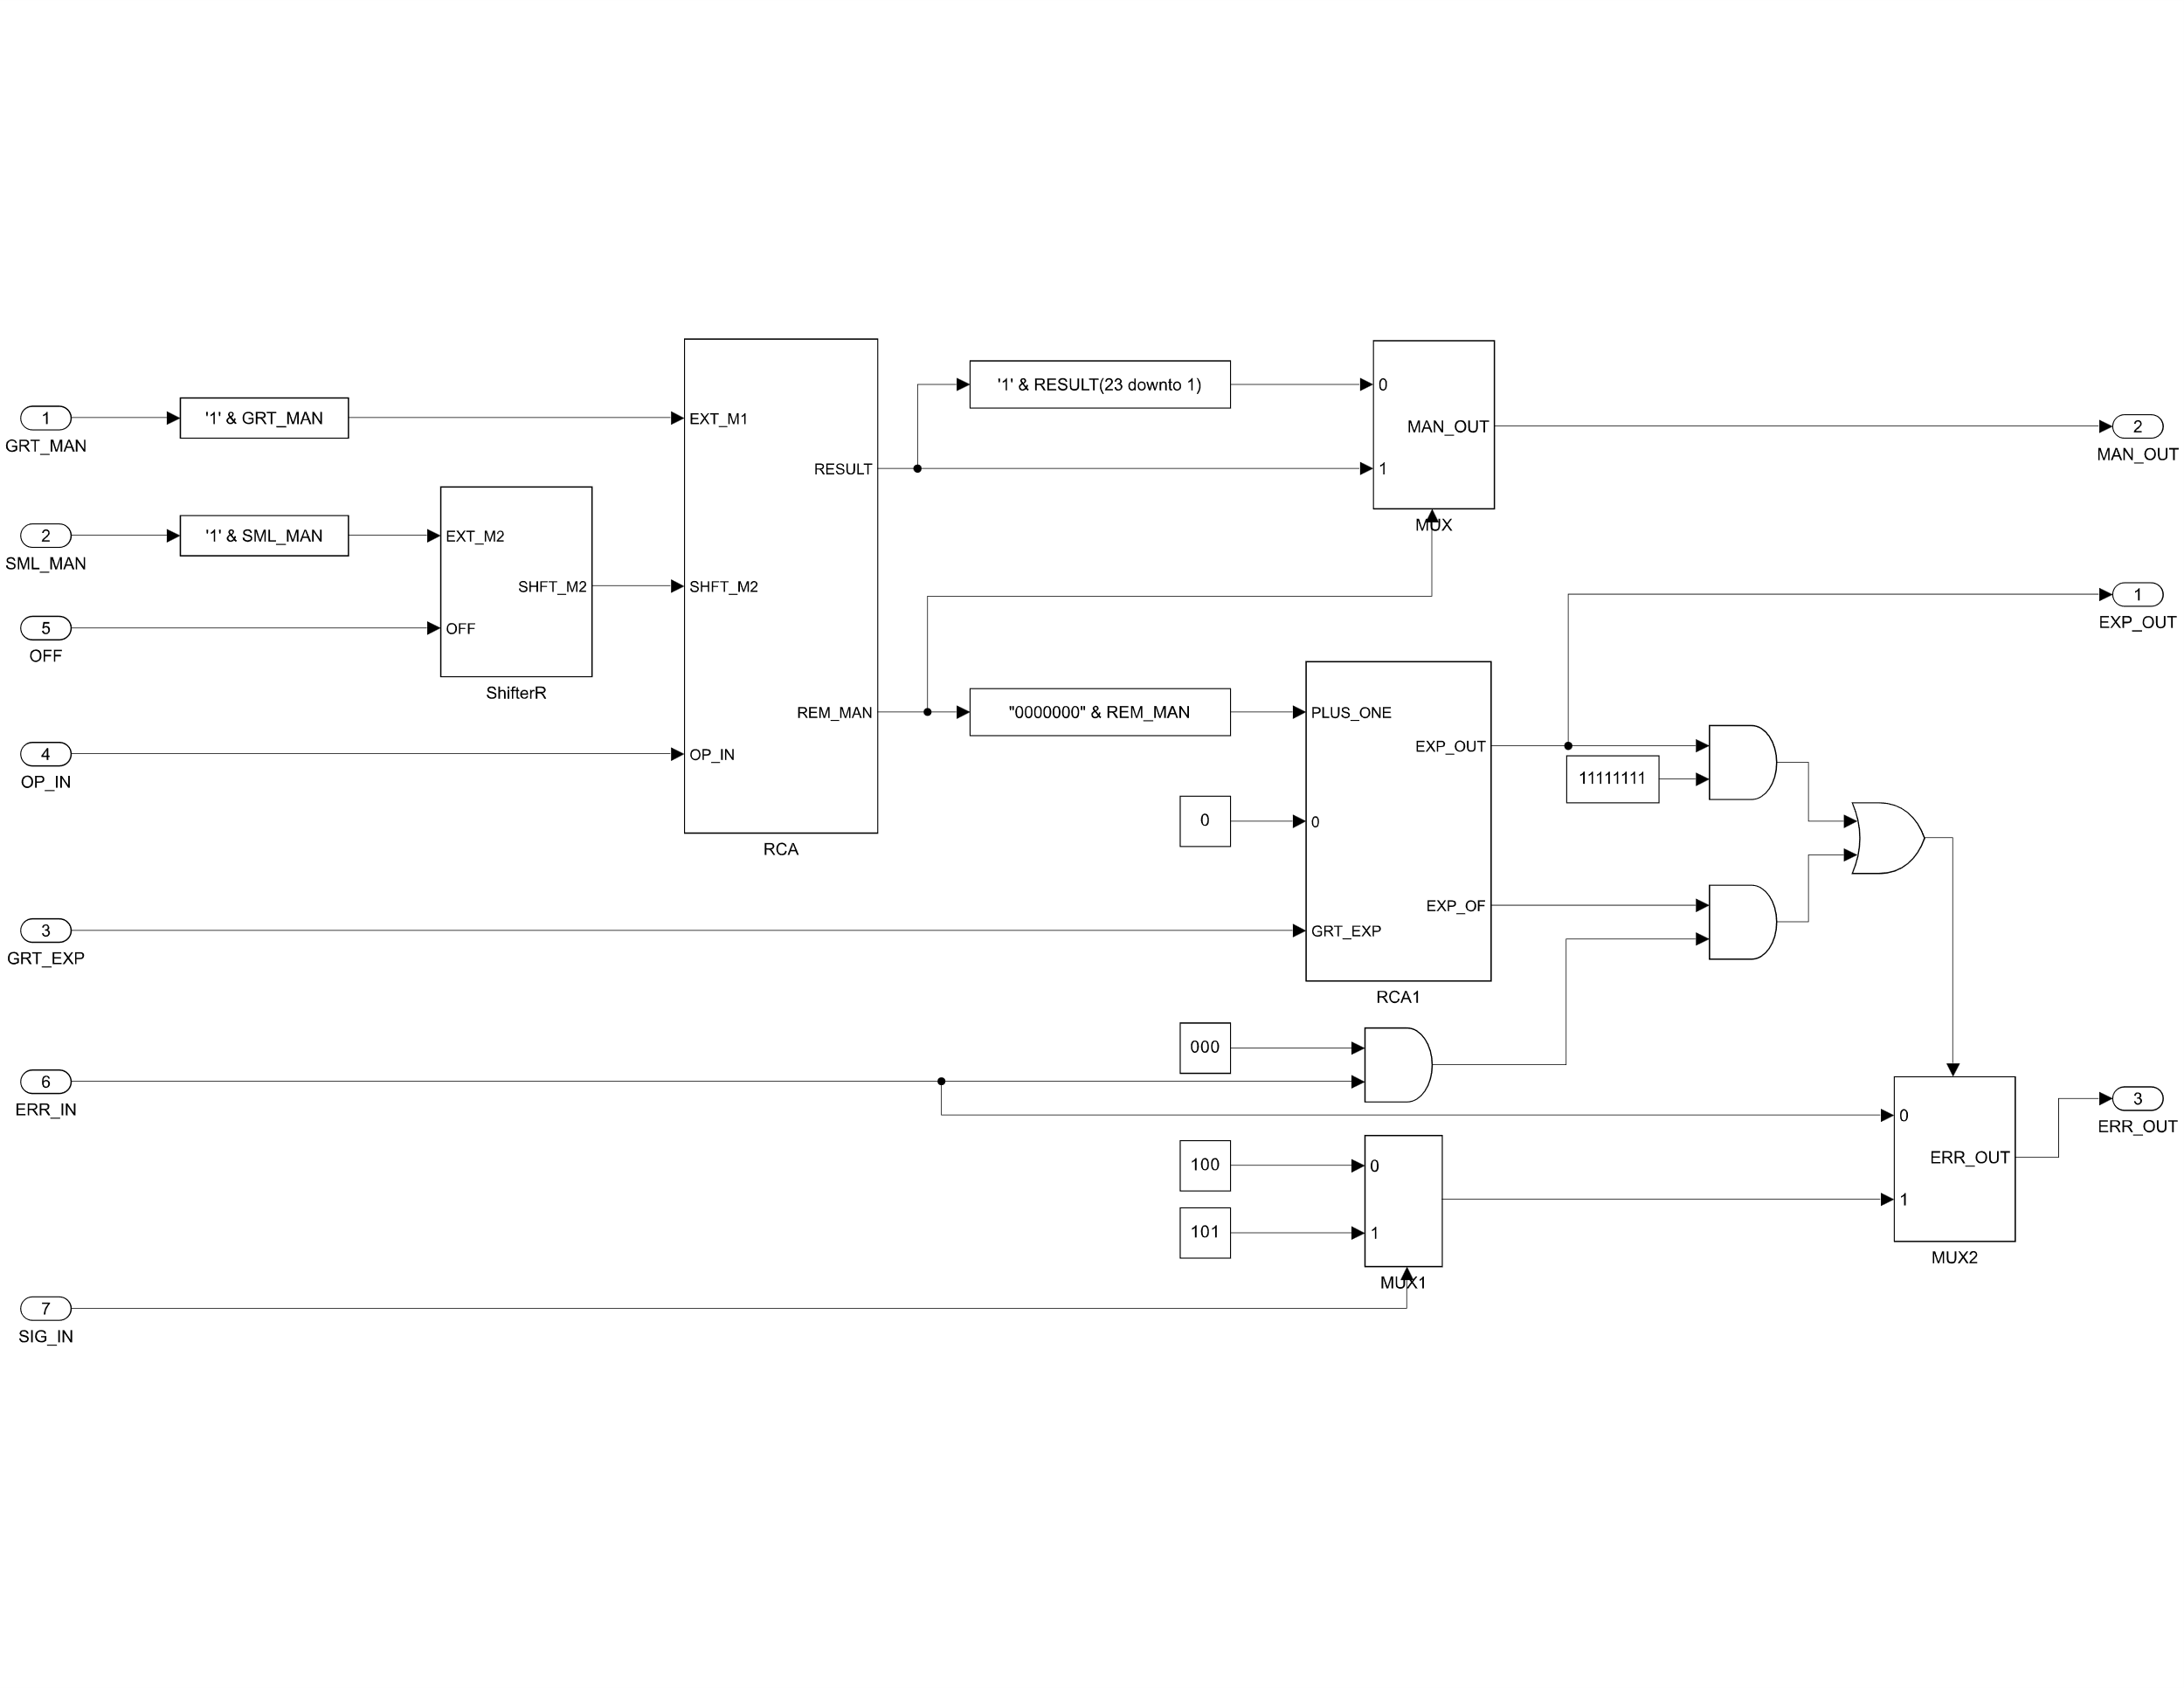 1
GRT_MAN
'1' & GRT_MAN
2
SML_MAN
'1' & SML_MAN
5
OFF
EXT_M2
SHFT_M2
OFF
ShifterR
4
OP_IN
EXT_M1
RESULT
SHFT_M2
REM_MAN
OP_IN
RCA
'1' & RESULT(23 downto 1)
0
MAN_OUT
1
MUX
2
MAN_OUT
1
EXP_OUT
"0000000" & REM_MAN
PLUS_ONE
EXP_OUT
0
0
EXP_OF
GRT_EXP
RCA1
11111111
3
GRT_EXP
000
6
ERR_IN
100
101
0
1
MUX1
0
ERR_OUT
1
MUX2
3
ERR_OUT
7
SIG_IN